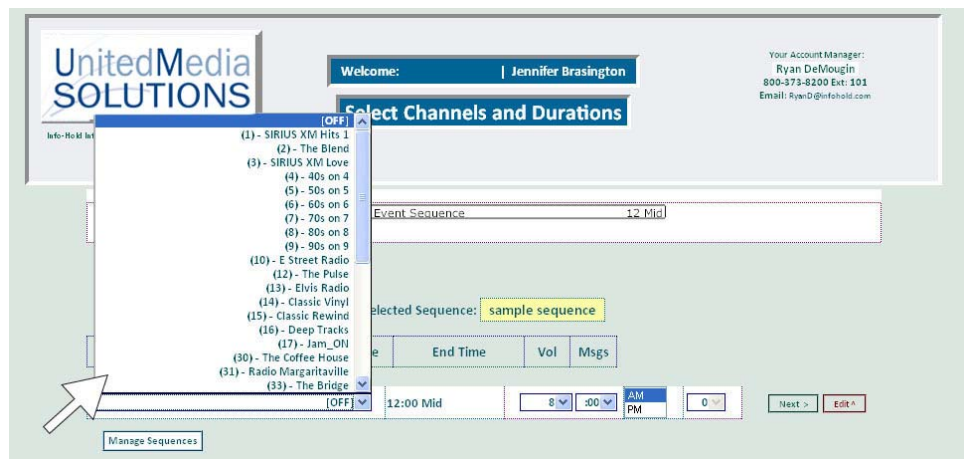 UnitedMedia
SOLUTIONS
Welcome: | Jennifer Brasington
Your Account Manager:
Ryan DeMougin
800-373-8200 Ext: 101
Email: RyanD@infohold.com
Select Channels and Durations
Info-Hold
[OFF]
(1) - SIRIUS XM Hits 1
(2) - The Blend
(3) - SIRIUS XM Love
(4) - 40s on 4
(5) - 50s on 5
(6) - 60s on 6
(7) - 70s on 7
(8) - 80s on 8
(9) - 90s on 9
(10) - E Street Radio
(12) - The Pulse
(13) - Elvis Radio
(14) - Classic Vinyl
(15) - Classic Rewind
(16) - Deep Tracks
(17) - Jam_ON
(30) - The Coffee House
(31) - Radio Margaritaville
(33) - The Bridge
Event Sequence 12 Mid
elected Sequence: sample sequence
e End Time Vol Msgs
[OFF] 12:00 Mid 8 :00 AM PM 0 Next > Edit ^
Manage Sequences